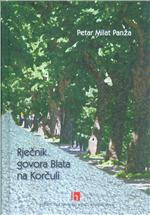 Petar Milat Panža
Rječnik
govora Blata
na Korčuli